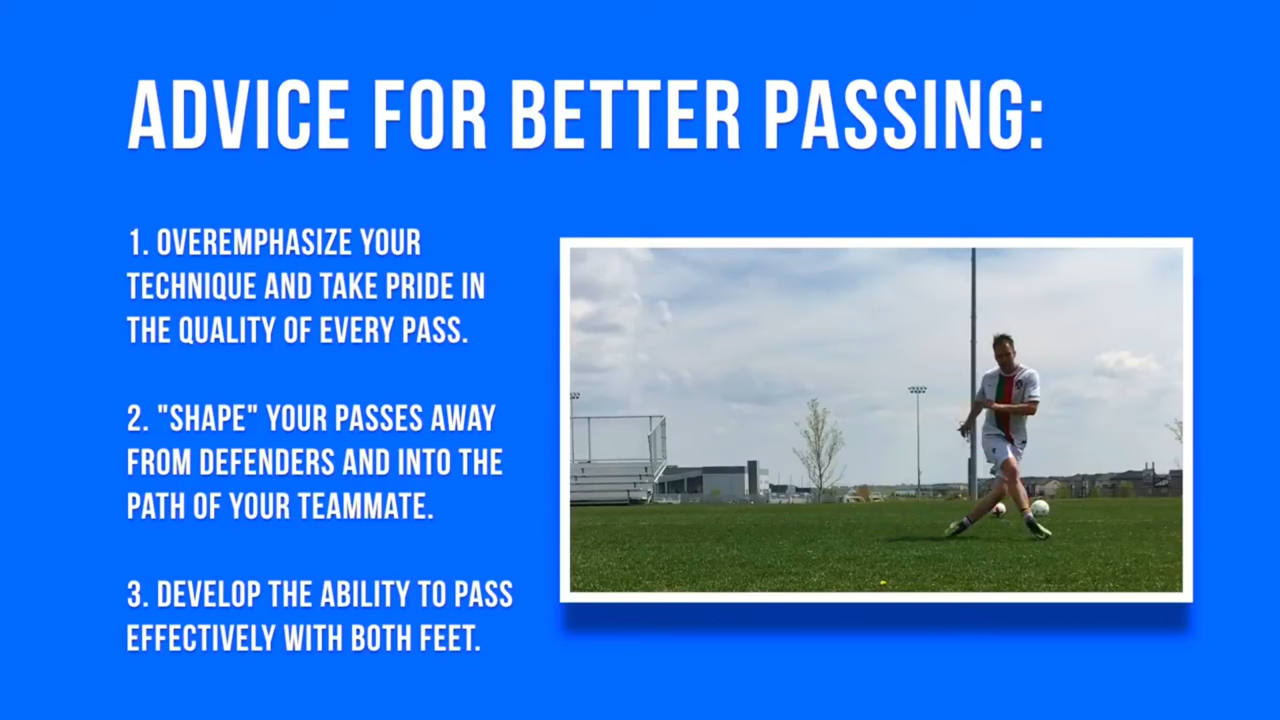 ADVICE FOR BETTER PASSING:
1. OVEREMPHASIZE YOUR
TECHNIQUE AND TAKE PRIDE IN
THE QUALITY OF EVERY PASS.
2. "SHAPE" YOUR PASSES AWAY
FROM DEFENDERS AND INTO THE
PATH OF YOUR TEAMMATE.
3. DEVELOP THE ABILITY TO PASS
EFFECTIVELY WITH BOTH FEET.